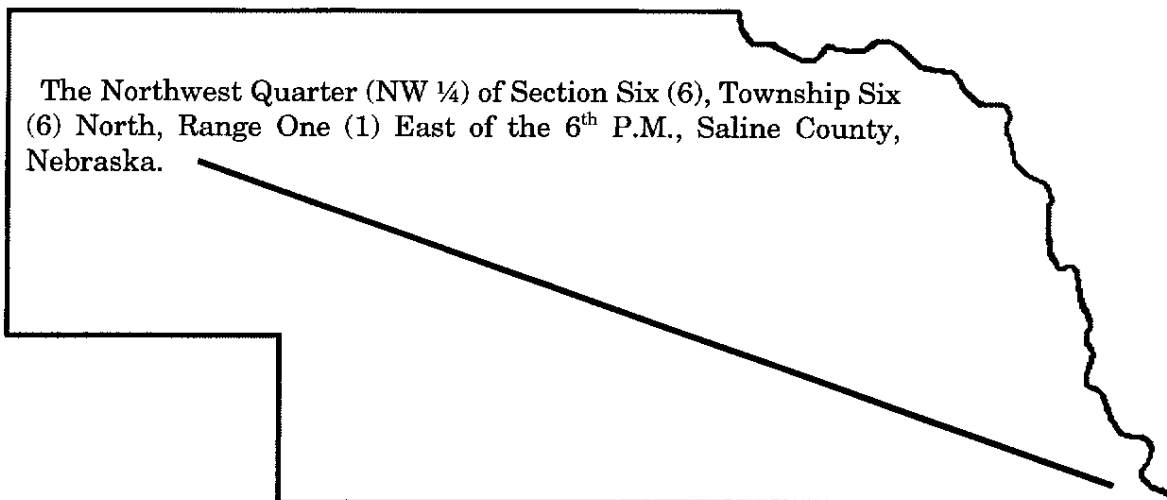 The Northwest Quarter (NW ¼) of Section Six (6), Township Six
(6) North, Range One (1) East of the 6th P.M., Saline County,
Nebraska.